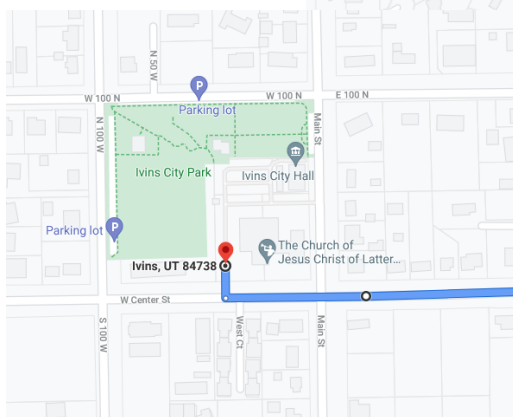 N 50 W
W 100 N
W 100 N
E 100 N
Parking lot
N 100 W
Main St
Ivins City Park
Ivins City Hall
Parking lot
The Church of
Jesus Christ of Latter...
Ivins, UT 84738
W Center St
S 100 W
West Ct
Main St
P
P